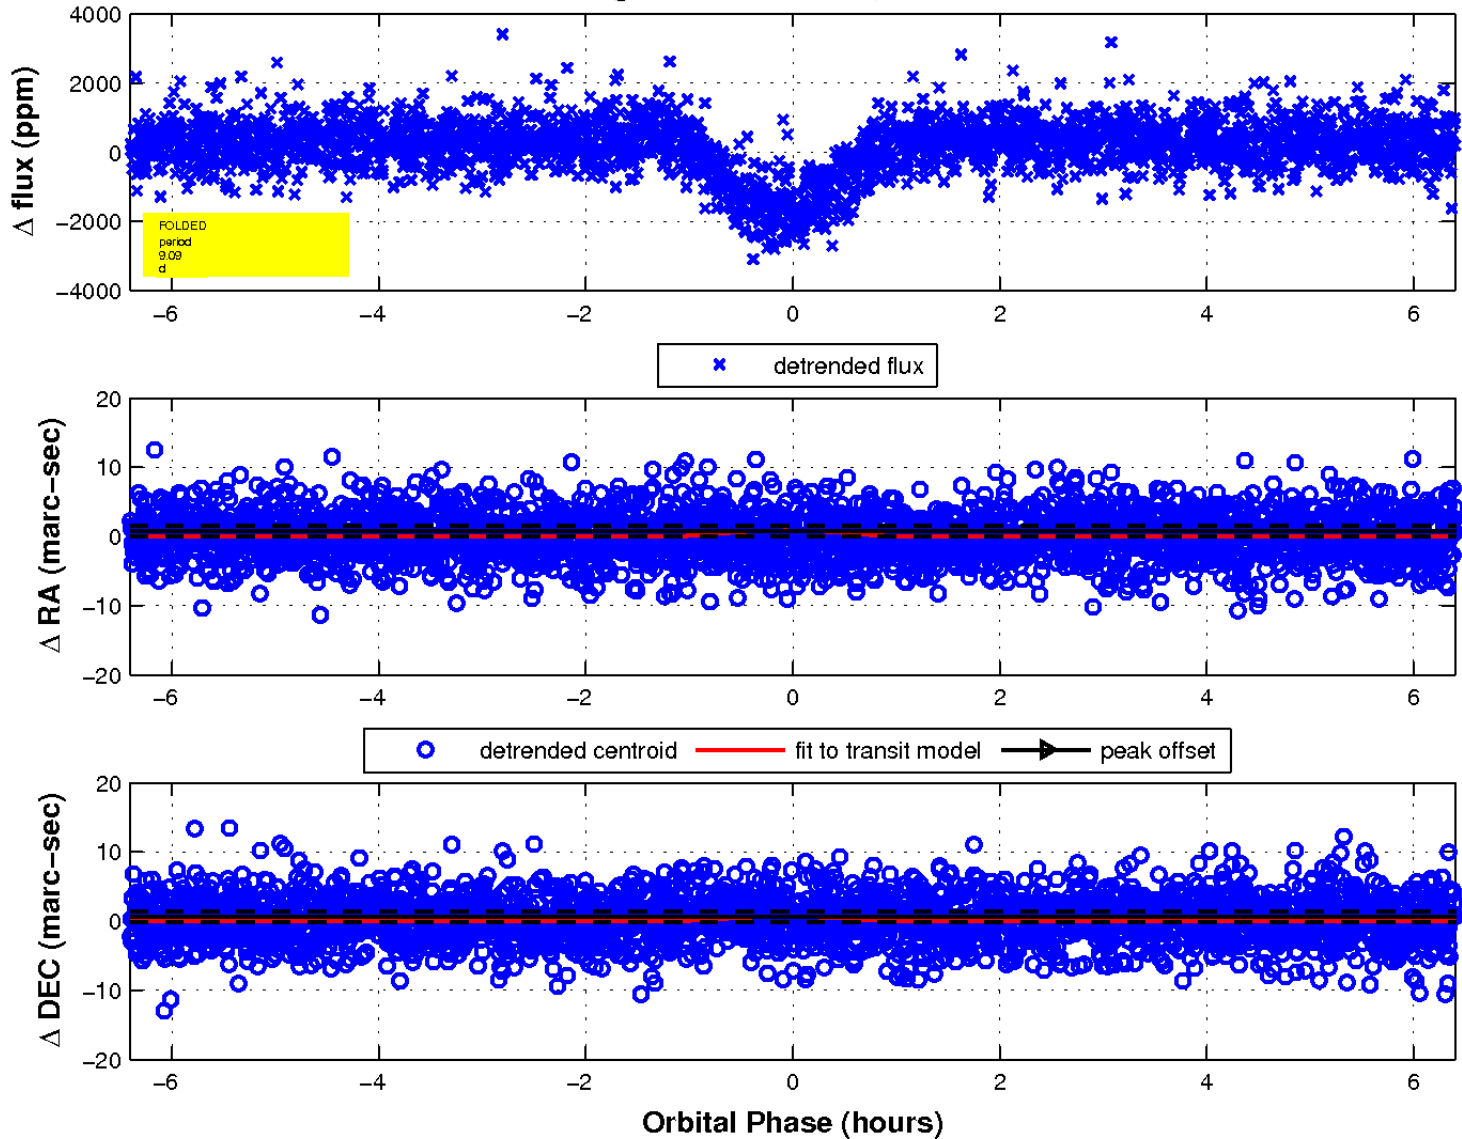 4000
2000
0
−2000
−4000
Δ flux (ppm)
FOLDED
period
9.09
d
−6 −4 −2 0 2 4 6
detrended flux
20
10
0
−10
−20
Δ RA (marc−sec)
−6 −4 −2 0 2 4 6
detrended centroid fit to transit model peak offset
20
10
0
−10
−20
Δ DEC (marc−sec)
−6 −4 −2 0 2 4 6
Orbital Phase (hours)